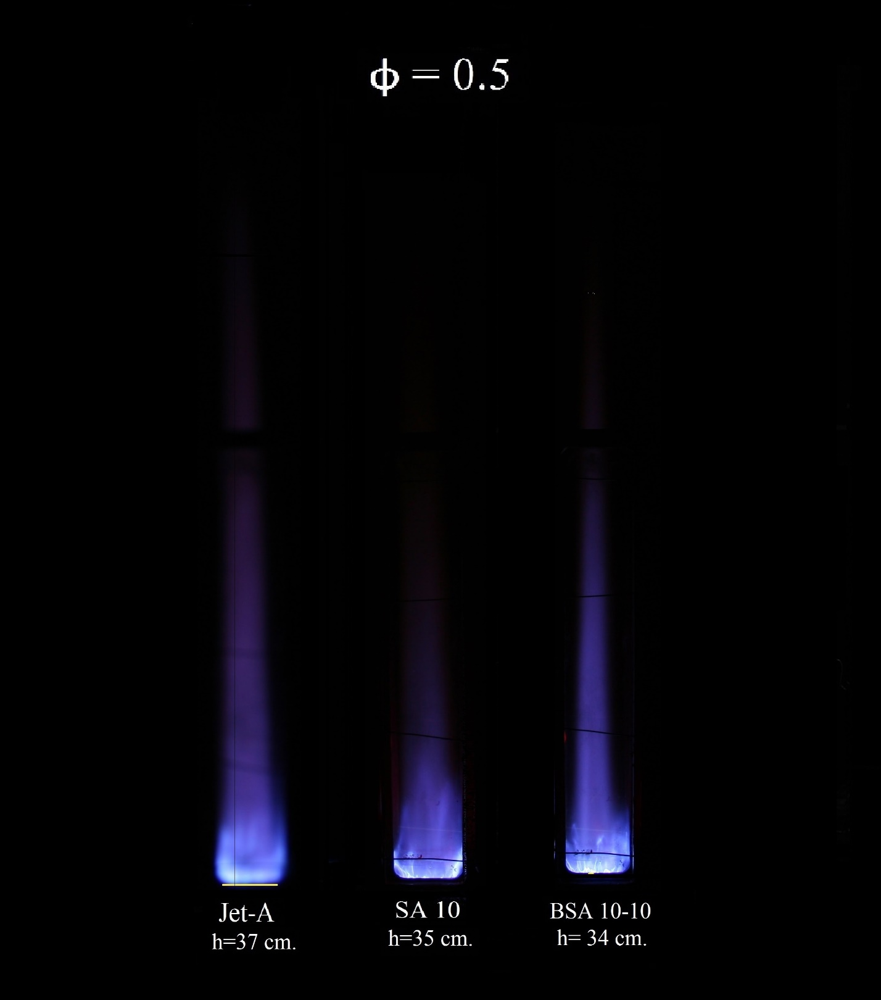 ϕ = 0.5
Jet-A
h=37 cm.
SA 10
h=35 cm.
BSA 10-10
h= 34 cm.